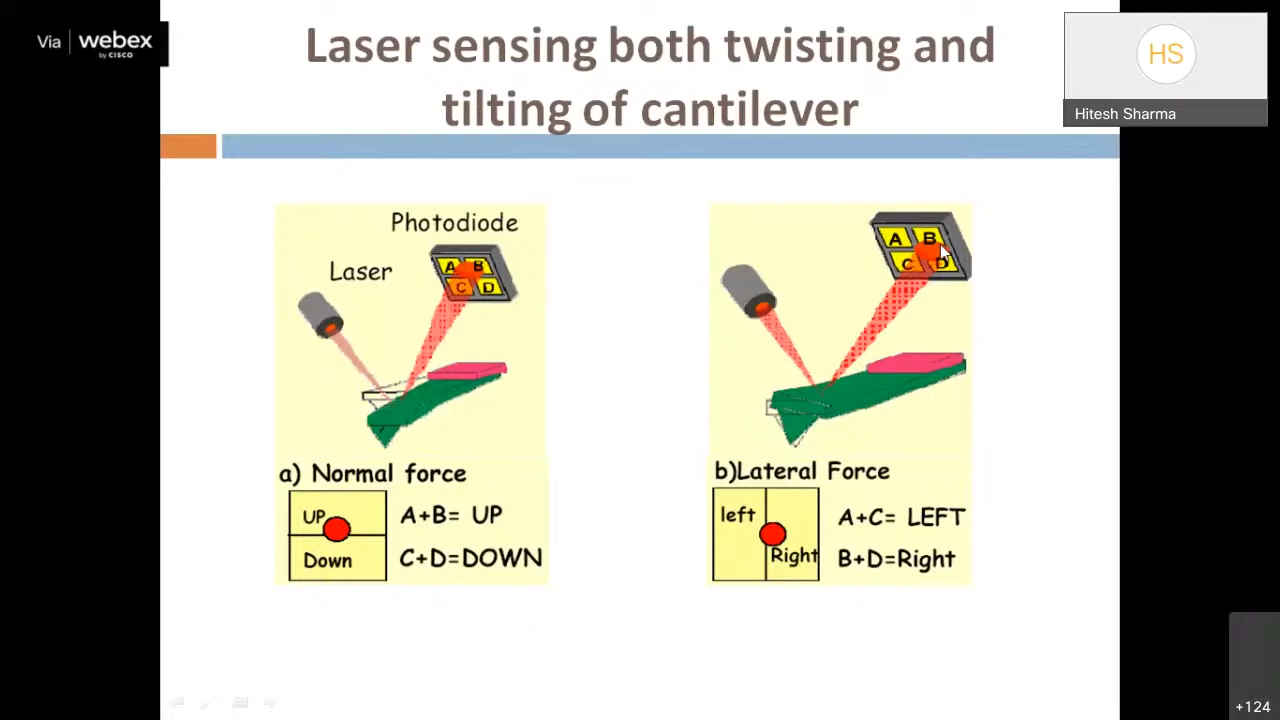 Via webex
by CISCO
Laser sensing both twisting and
tilting of cantilever
HS
Hitesh Sharma
Photodiode
Laser
A B
C D
A B
C D
a) Normal force
UP
Down
A+B= UP
C+D=DOWN
b)Lateral Force
left
Right
A+C= LEFT
B+D=Right
+124